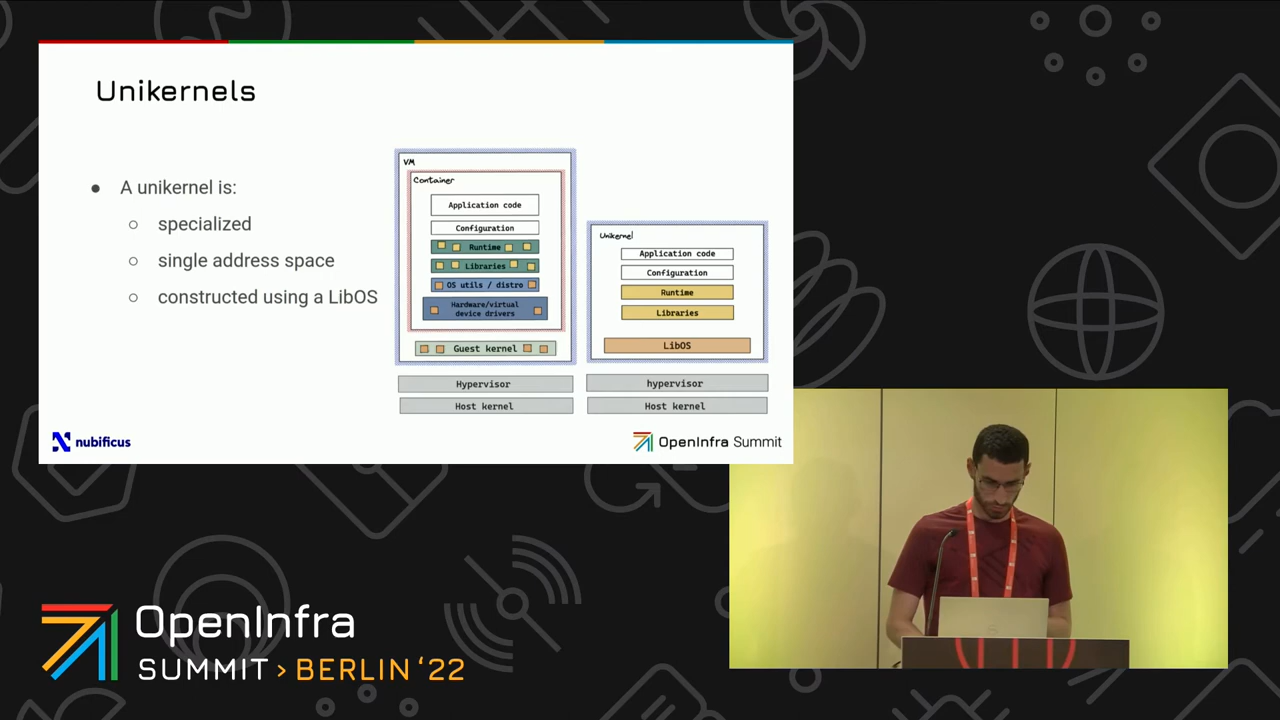 Unikernels
● A unikernel is:
○ specialized
○ single address space
○ constructed using a LibOS
VM
Container
Application code
Configuration
Runtime
Libraries
OS utils / distro
Hardware/virtual
device drivers
Guest kernel
Hypervisor
Host kernel
Unikernel
Application code
Configuration
Runtime
Libraries
LibOS
hypervisor
Host kernel
nubificus
OpenInfra Summit
OpenInfra
SUMMIT > BERLIN ‘22